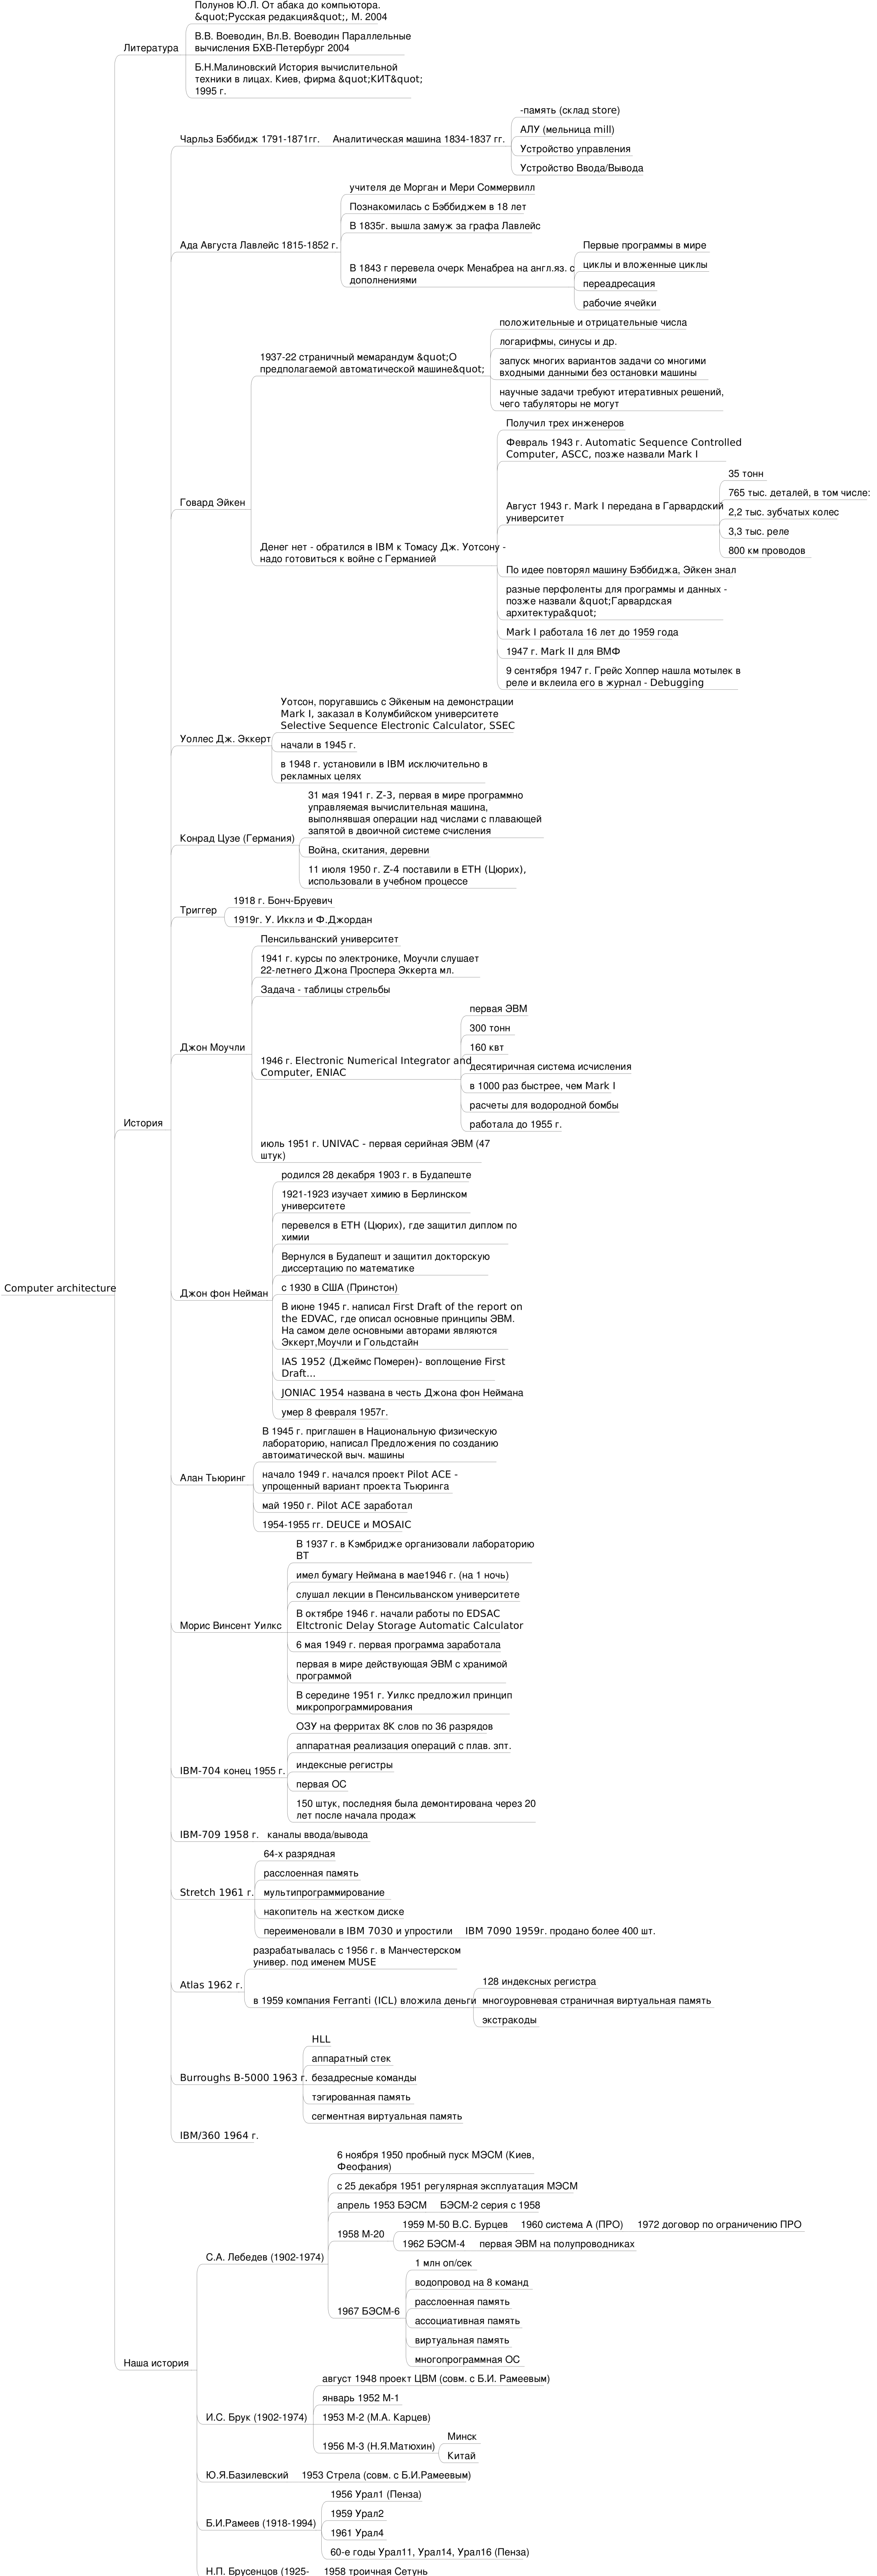 Полунов Ю.Л. От абака до компьютора.
&quot;Русская редакция&quot;, М. 2004
В.В. Воеводин, Вл.В. Воеводин Параллельные
вычисления БХВ-Петербург 2004
Литература
Б.Н.Малиновский История вычислительной
техники в лицах. Киев, фирма &quot;КИТ&quot;
1995 г.
-память (склад store)
АЛУ (мельница mill)
Чарльз Бэббидж 1791-1871гг.
Аналитическая машина 1834-1837 гг.
Устройство управления
Устройство Ввода/Вывода
учителя де Морган и Мери Соммервилл
Познакомилась с Бэббиджем в 18 лет
В 1835г. вышла замуж за графа Лавлейс
Ада Августа Лавлейс 1815-1852 г.
Первые программы в мире
В 1843 г перевела очерк Менабреа на англ.яз. с
дополнениями
циклы и вложенные циклы
переадресация
рабочие ячейки
положительные и отрицательные числа
логарифмы, синусы и др.
1937-22 страничный мемарандум &quot;О
предполагаемой автоматической машине&quot;
запуск многих вариантов задачи со многими
входными данными без остановки машины
научные задачи требуют итеративных решений,
чего табуляторы не могут
Получил трех инженеров
Февраль 1943 г. Automatic Sequence Controlled
Computer, ASCC, позже назвали Mark I
35 тонн
765 тыс. деталей, в том числе:
Говард Эйкен
Август 1943 г. Mark I передана в Гарвардский
университет
2,2 тыс. зубчатых колес
3,3 тыс. реле
800 км проводов
Денег нет - обратился в IBM к Томасу Дж. Уотсону -
надо готовиться к войне с Германией
По идее повторял машину Бэббиджа, Эйкен знал
разные перфоленты для программы и данных -
позже назвали &quot;Гарвардская
архитектура&quot;
Mark I работала 16 лет до 1959 года
1947 г. Mark II для ВМФ
9 сентября 1947 г. Грейс Хоппер нашла мотылек в
реле и вклеила его в журнал - Debugging
Уотсон, поругавшись с Эйкеным на демонстрации
Mark I, заказал в Колумбийском университете
Selective Sequence Electronic Calculator, SSEC
Уоллес Дж. Эккерт
начали в 1945 г.
в 1948 г. установили в IBM исключительно в
рекламных целях
31 мая 1941 г. Z-3, первая в мире программно
управляемая вычислительная машина,
выполнявшая операции над числами с плавающей
запятой в двоичной системе счисления
Конрад Цузе (Германия)
Война, скитания, деревни
11 июля 1950 г. Z-4 поставили в ETH (Цюрих),
использовали в учебном процессе
1918 г. Бонч-Бруевич
Триггер
1919г. У. Икклз и Ф.Джордан
Пенсильванский университет
1941 г. курсы по электронике, Моучли слушает
22-летнего Джона Проспера Эккерта мл.
Задача - таблицы стрельбы
первая ЭВМ
300 тонн
160 квт
Джон Моучли
1946 г. Electronic Numerical Integrator and
Computer, ENIAC
десятиричная система исчисления
в 1000 раз быстрее, чем Mark I
расчеты для водородной бомбы
работала до 1955 г.
История
июль 1951 г. UNIVAC - первая серийная ЭВМ (47
штук)
родился 28 декабря 1903 г. в Будапеште
1921-1923 изучает химию в Берлинском
университете
перевелся в ETH (Цюрих), где защитил диплом по
химии
Вернулся в Будапешт и защитил докторскую
диссертацию по математике
Computer architecture
Джон фон Нейман
с 1930 в США (Принстон)
В июне 1945 г. написал First Draft of the report on
the EDVAC, где описал основные принципы ЭВМ.
На самом деле основными авторами являются
Эккерт,Моучли и Гольдстайн
IAS 1952 (Джеймс Померен)- воплощение First
Draft...
JONIAC 1954 названа в честь Джона фон Неймана
умер 8 февраля 1957г.
В 1945 г. приглашен в Национальную физическую
лабораторию, написал Предложения по созданию
автоиматической выч. машины
Алан Тьюринг
начало 1949 г. начался проект Pilot ACE -
упрощенный вариант проекта Тьюринга
май 1950 г. Pilot ACE заработал
1954-1955 гг. DEUCE и MOSAIC
В 1937 г. в Кэмбридже организовали лабораторию
ВТ
имел бумагу Неймана в мае1946 г. (на 1 ночь)
слушал лекции в Пенсильванском университете
Морис Винсент Уилкс
В октябре 1946 г. начали работы по EDSAC
Eltctronic Delay Storage Automatic Calculator
6 мая 1949 г. первая программа заработала
первая в мире действующая ЭВМ с хранимой
программой
В середине 1951 г. Уилкс предложил принцип
микропрограммирования
ОЗУ на ферритах 8К слов по 36 разрядов
аппаратная реализация операций с плав. зпт.
IBM-704 конец 1955 г.
индексные регистры
первая ОС
150 штук, последняя была демонтирована через 20
лет после начала продаж
IBM-709 1958 г.
каналы ввода/вывода
64-х разрядная
расслоенная память
Stretch 1961 г.
мультипрограммирование
накопитель на жестком диске
переименовали в IBM 7030 и упростили
IBM 7090 1959г. продано более 400 шт.
разрабатывалась с 1956 г. в Манчестерском
универ. под именем MUSE
Atlas 1962 г.
128 индексных регистра
в 1959 компания Ferranti (ICL) вложила деньги
многоуровневая страничная виртуальная память
экстракоды
HLL
аппаратный стек
Burroughs B-5000 1963 г.
безадресные команды
тэгированная память
сегментная виртуальная память
IBM/360 1964 г.
6 ноября 1950 пробный пуск МЭСМ (Киев,
Феофания)
с 25 декабря 1951 регулярная эксплуатация МЭСМ
апрель 1953 БЭСМ
БЭСМ-2 серия с 1958
1958 М-20
1959 М-50 В.С. Бурцев
1960 система А (ПРО)
1972 договор по ограничению ПРО
1962 БЭСМ-4
первая ЭВМ на полупроводниках
С.А. Лебедев (1902-1974)
1 млн оп/сек
водопровод на 8 команд
расслоенная память
1967 БЭСМ-6
ассоциативная память
виртуальная память
многопрограммная ОС
Наша история
август 1948 проект ЦВМ (совм. с Б.И. Рамеевым)
январь 1952 М-1
И.С. Брук (1902-1974)
1953 М-2 (М.А. Карцев)
1956 М-3 (Н.Я.Матюхин)
Минск
Китай
Ю.Я.Базилевский
1953 Стрела (совм. с Б.И.Рамеевым)
1956 Урал1 (Пенза)
1959 Урал2
Б.И.Рамеев (1918-1994)
1961 Урал4
60-е годы Урал11, Урал14, Урал16 (Пенза)
Н.П. Брусенцов (1925-
1958 троичная Сетунь